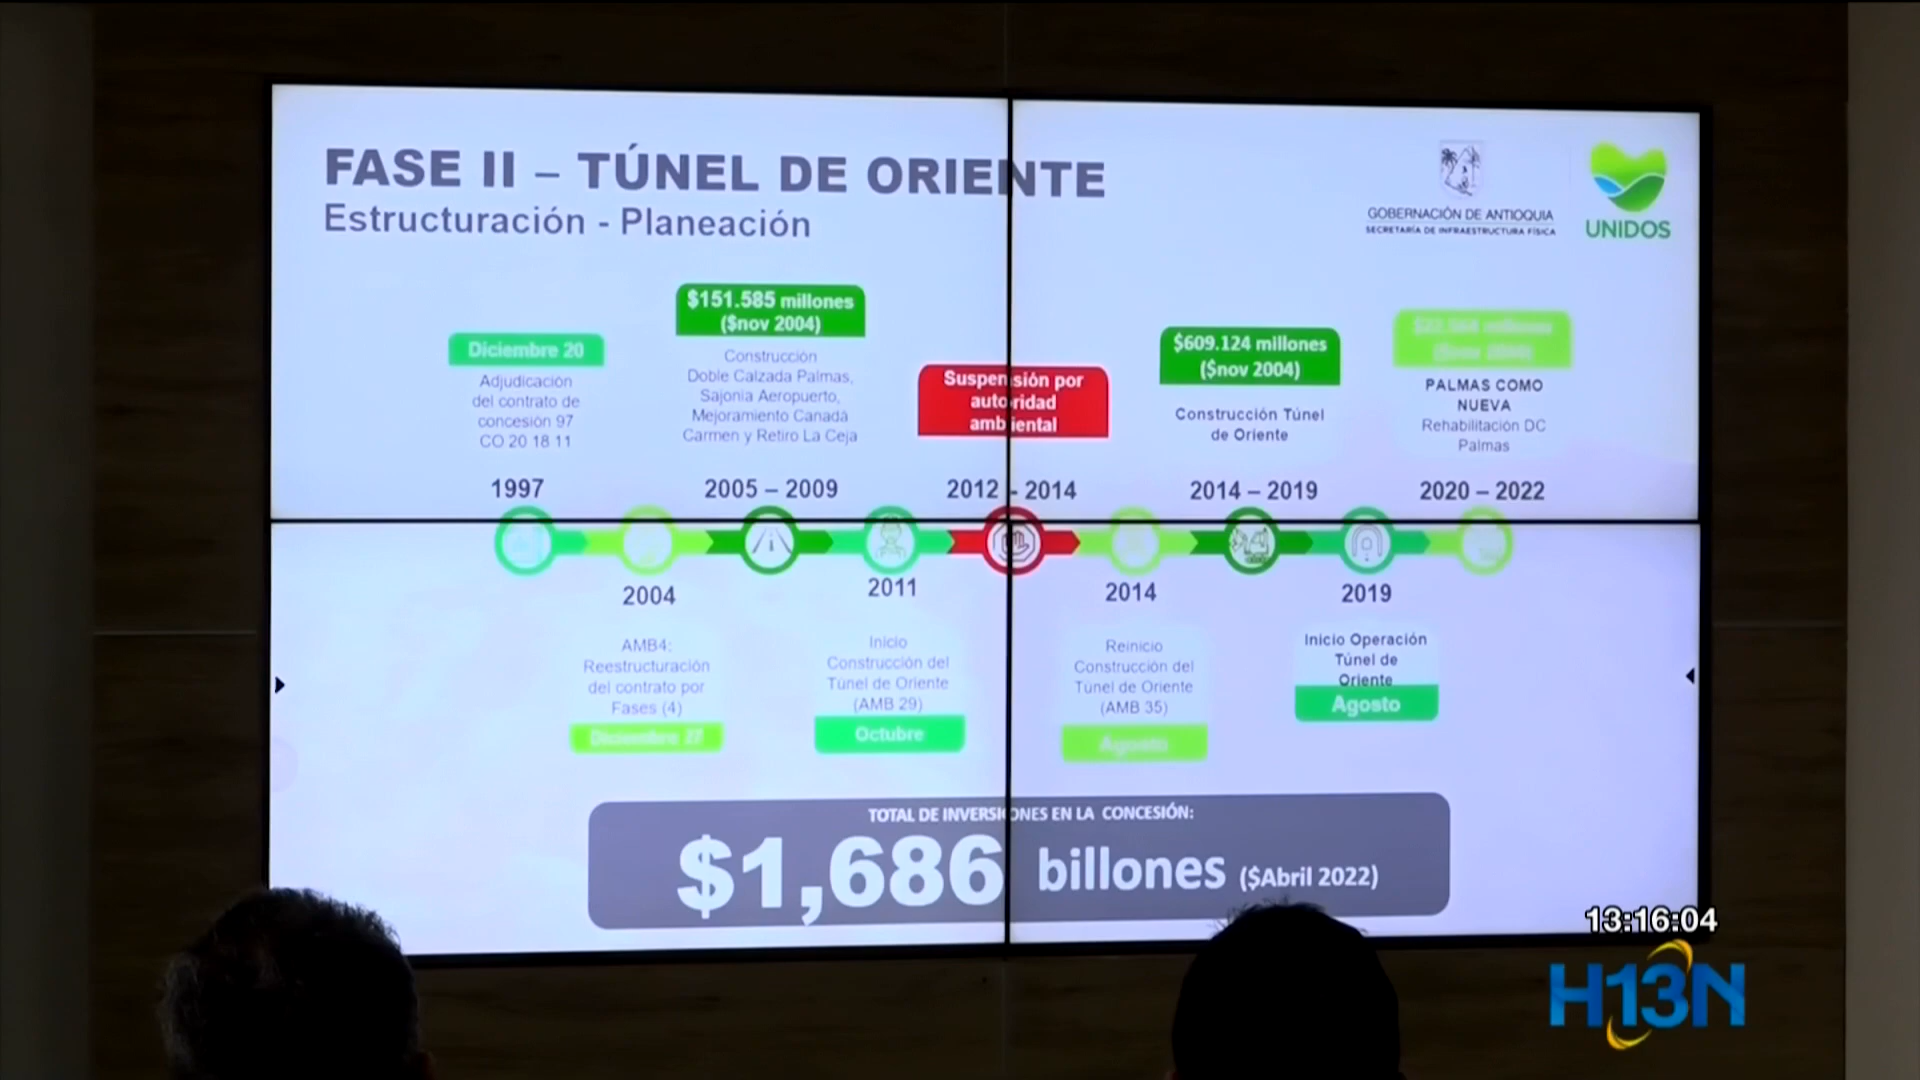 FASE II – TÚNEL DE ORIENTE
Estructuración - Planeación
GOBERNACIÓN DE ANTIOQUIA
SECRETARÍA DE INFRAESTRUCTURA FÍSICA
UNIDOS
Diciembre 20
Adjudicación
del contrato de
concesión 97
CO 20 18 11
1997
$151.585 millones
($nov 2004)
Construcción
Doble Calzada Palmas,
Sajonia Aeropuerto,
Mejoramiento Canadá
Carmen y Retiro La Ceja
2005 – 2009
Suspensión por
autoridad
ambiental
2012 - 2014
$609.124 millones
($nov 2004)
Construcción Túnel
de Oriente
2014 – 2019
millones
($nov 2004)
PALMAS COMO
NUEVA
Rehabilitación DC
Palmas
2020 – 2022
2004
AMB4:
Reestructuración
del contrato por
Fases (4)
Diciembre 27
2011
Inicio
Construcción del
Túnel de Oriente
(AMB 29)
Octubre
2014
Reinicio
Construcción del
Túnel de Oriente
(AMB 35)
Agosto
2019
Inicio Operación
Túnel de
Oriente
Agosto
TOTAL DE INVERSIONES EN LA CONCESIÓN:
$1,686 billones ($Abril 2022)
13:16:04
H13N